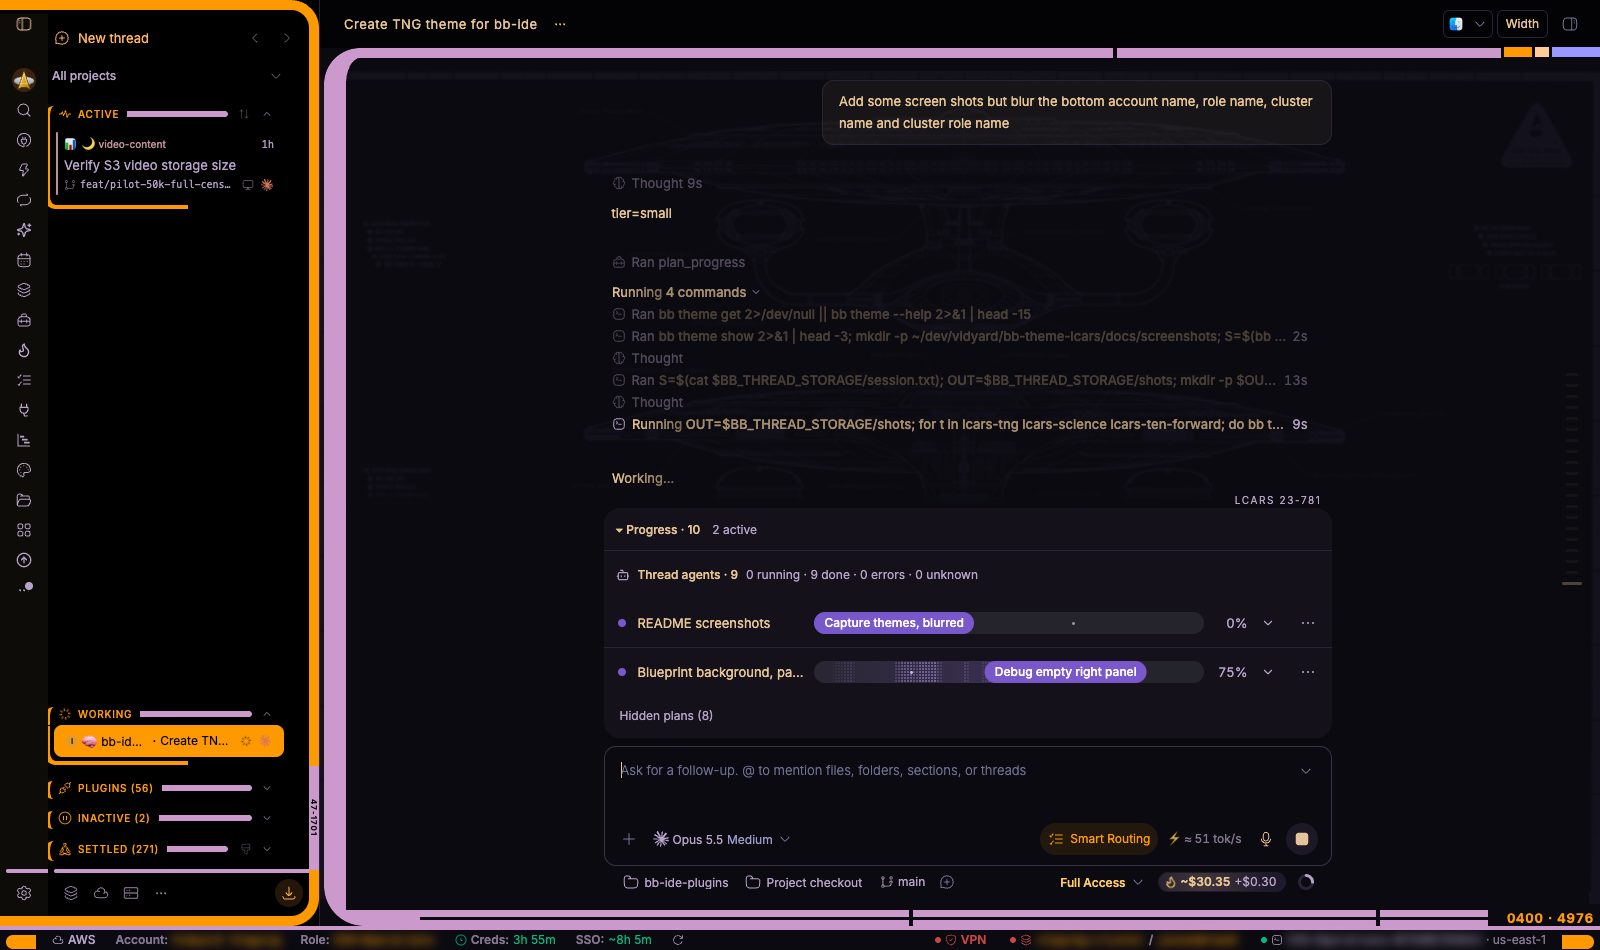 New thread
All projects
ACTIVE
video-content 1h
Verify S3 video storage size
feat/pilot-50k-full-cens…
WORKING
bb-id… · Create TN…
PLUGINS (56)
INACTIVE (2)
SETTLED (271)
47-1701
Create TNG theme for bb-ide ···
Width
Add some screen shots but blur the bottom account name, role name, cluster
name and cluster role name
Thought 9s
tier=small
Ran plan_progress
Running 4 commands
Ran bb theme get 2>/dev/null || bb theme --help 2>&1 | head -15
Ran bb theme show 2>&1 | head -3; mkdir -p ~/dev/vidyard/bb-theme-lcars/docs/screenshots; S=$(bb … 2s
Thought
Ran S=$(cat $BB_THREAD_STORAGE/session.txt); OUT=$BB_THREAD_STORAGE/shots; mkdir -p $OU… 13s
Thought
Running OUT=$BB_THREAD_STORAGE/shots; for t in lcars-tng lcars-science lcars-ten-forward; do bb t… 9s
Working...
LCARS 23-781
Progress · 10 2 active
Thread agents · 9 0 running · 9 done · 0 errors · 0 unknown
README screenshots Capture themes, blurred 0% ···
Blueprint background, pa… Debug empty right panel 75% ···
Hidden plans (8)
Ask for a follow-up. @ to mention files, folders, sections, or threads
Opus 5.5 Medium Smart Routing ≈ 51 tok/s
bb-ide-plugins Project checkout main Full Access ~$30.35 +$0.30
0400 · 4976
AWS Account: Role: Creds: 3h 55m SSO: ~8h 5m VPN / · us-east-1